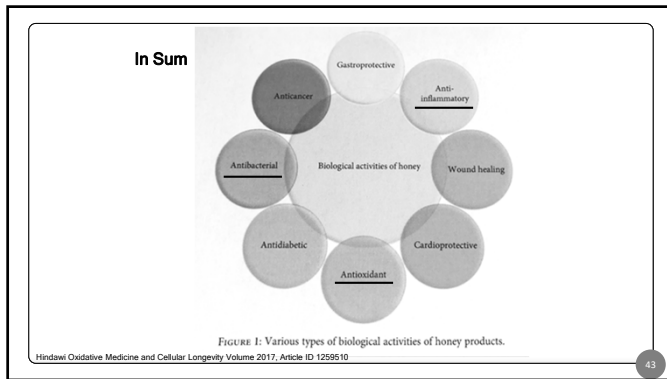 In Sum
Gastroprotective
Anti-
inflammatory
Anticancer
Antibacterial
Biological activities of honey
Wound healing
Antidiabetic
Cardioprotective
Antioxidant
FIGURE 1: Various types of biological activities of honey products.
Hindawi Oxidative Medicine and Cellular Longevity Volume 2017, Article ID 1259510
43